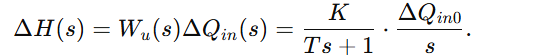 ΔH(s) = W_u(s)ΔQ_{in}(s) = \frac{K}{Ts + 1} · \frac{ΔQ_{in0}}{s}.